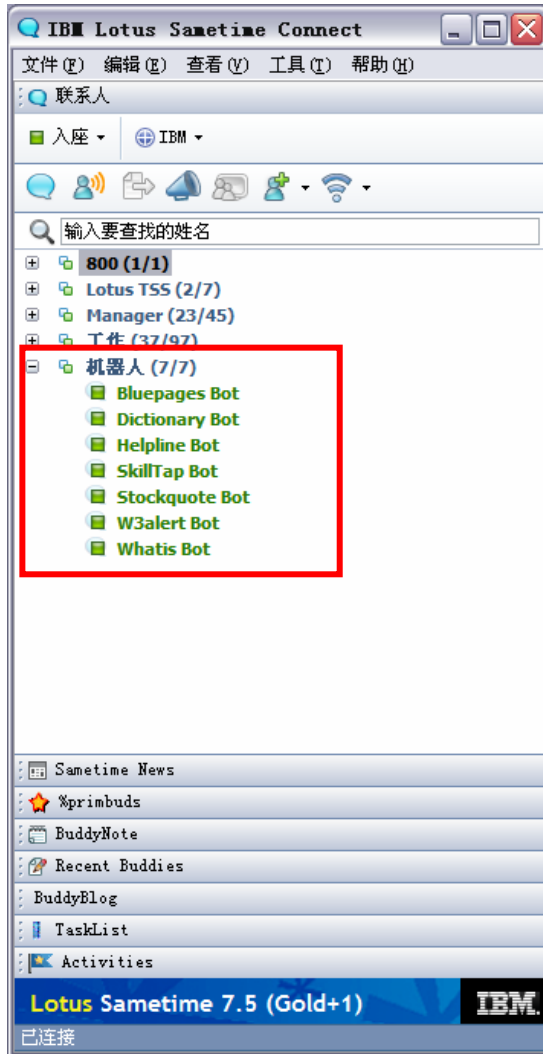 IBM Lotus Sametime Connect
文件(F) 编辑(E) 查看(V) 工具(T) 帮助(H)
联系人
入座 IBM
输入要查找的姓名
800 (1/1)
Lotus TSS (2/7)
Manager (23/45)
工作 (37/97)
机器人 (7/7)
Bluepages Bot
Dictionary Bot
Helpline Bot
SkillTap Bot
Stockquote Bot
W3alert Bot
Whatis Bot
Sametime News
%primbuds
BuddyNote
Recent Buddies
BuddyBlog
TaskList
Activities
Lotus Sametime 7.5 (Gold+1) IBM.
已连接